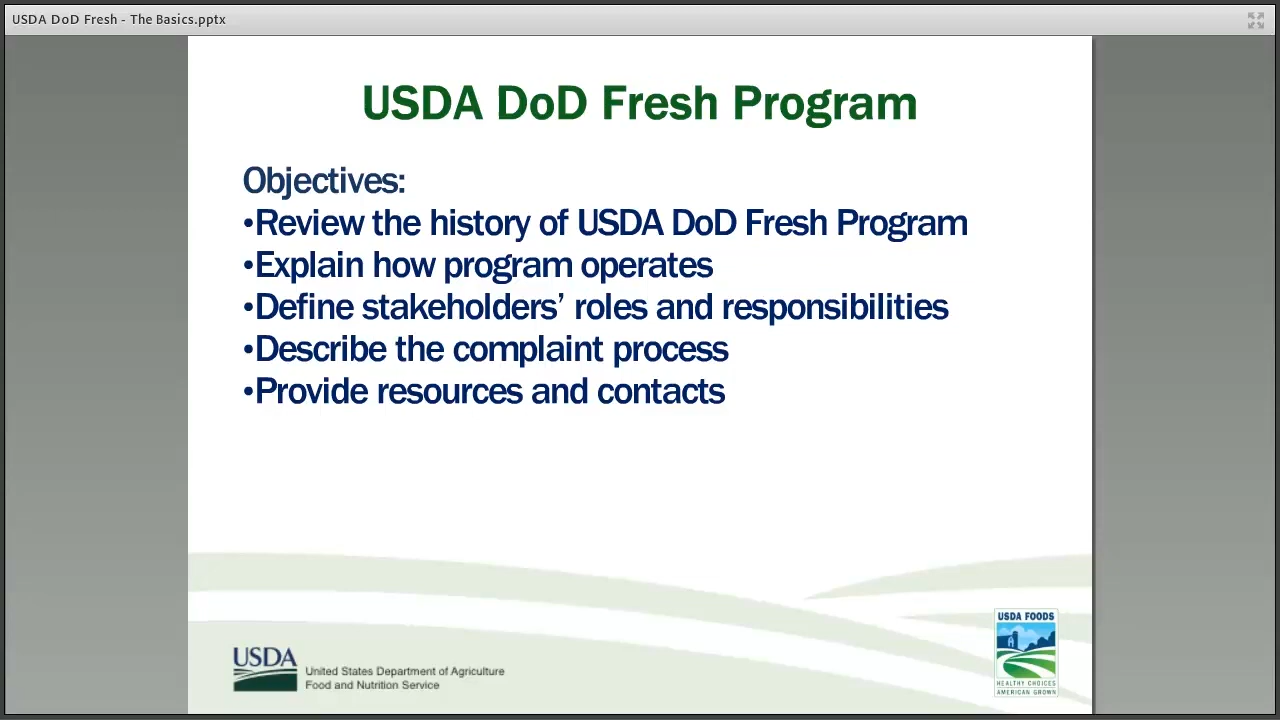 USDA DoD Fresh - The Basics.pptx
USDA DoD Fresh Program
Objectives:
•Review the history of USDA DoD Fresh Program
•Explain how program operates
•Define stakeholders’ roles and responsibilities
•Describe the complaint process
•Provide resources and contacts
USDA
United States Department of Agriculture
Food and Nutrition Service
USDA FOODS
HEALTHY CHOICES
AMERICAN GROWN